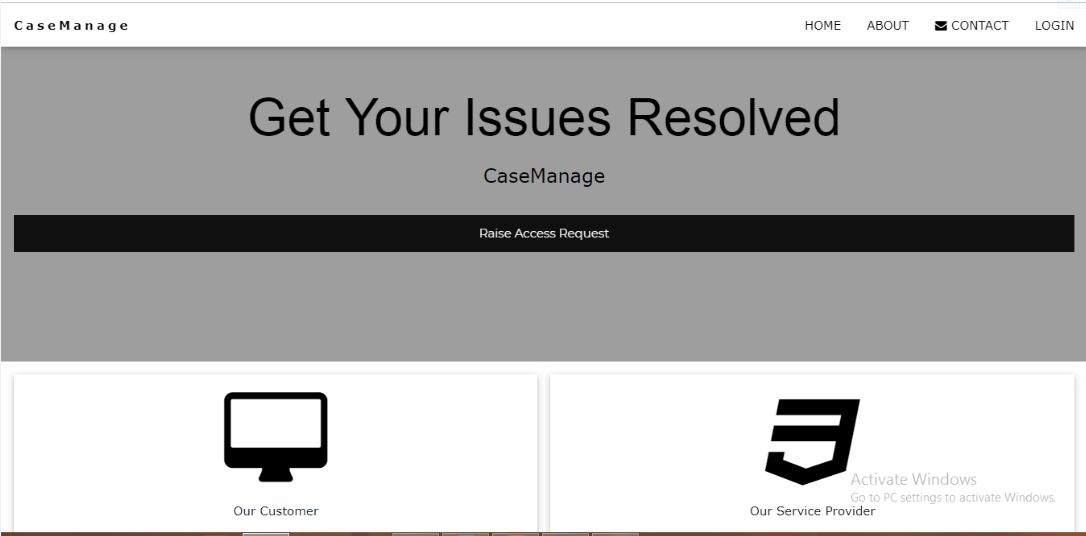 CaseManage
HOME ABOUT CONTACT LOGIN
Get Your Issues Resolved
CaseManage
Raise Access Request
Our Customer
Our Service Provider
Activate Windows
Go to PC settings to activate Windows.